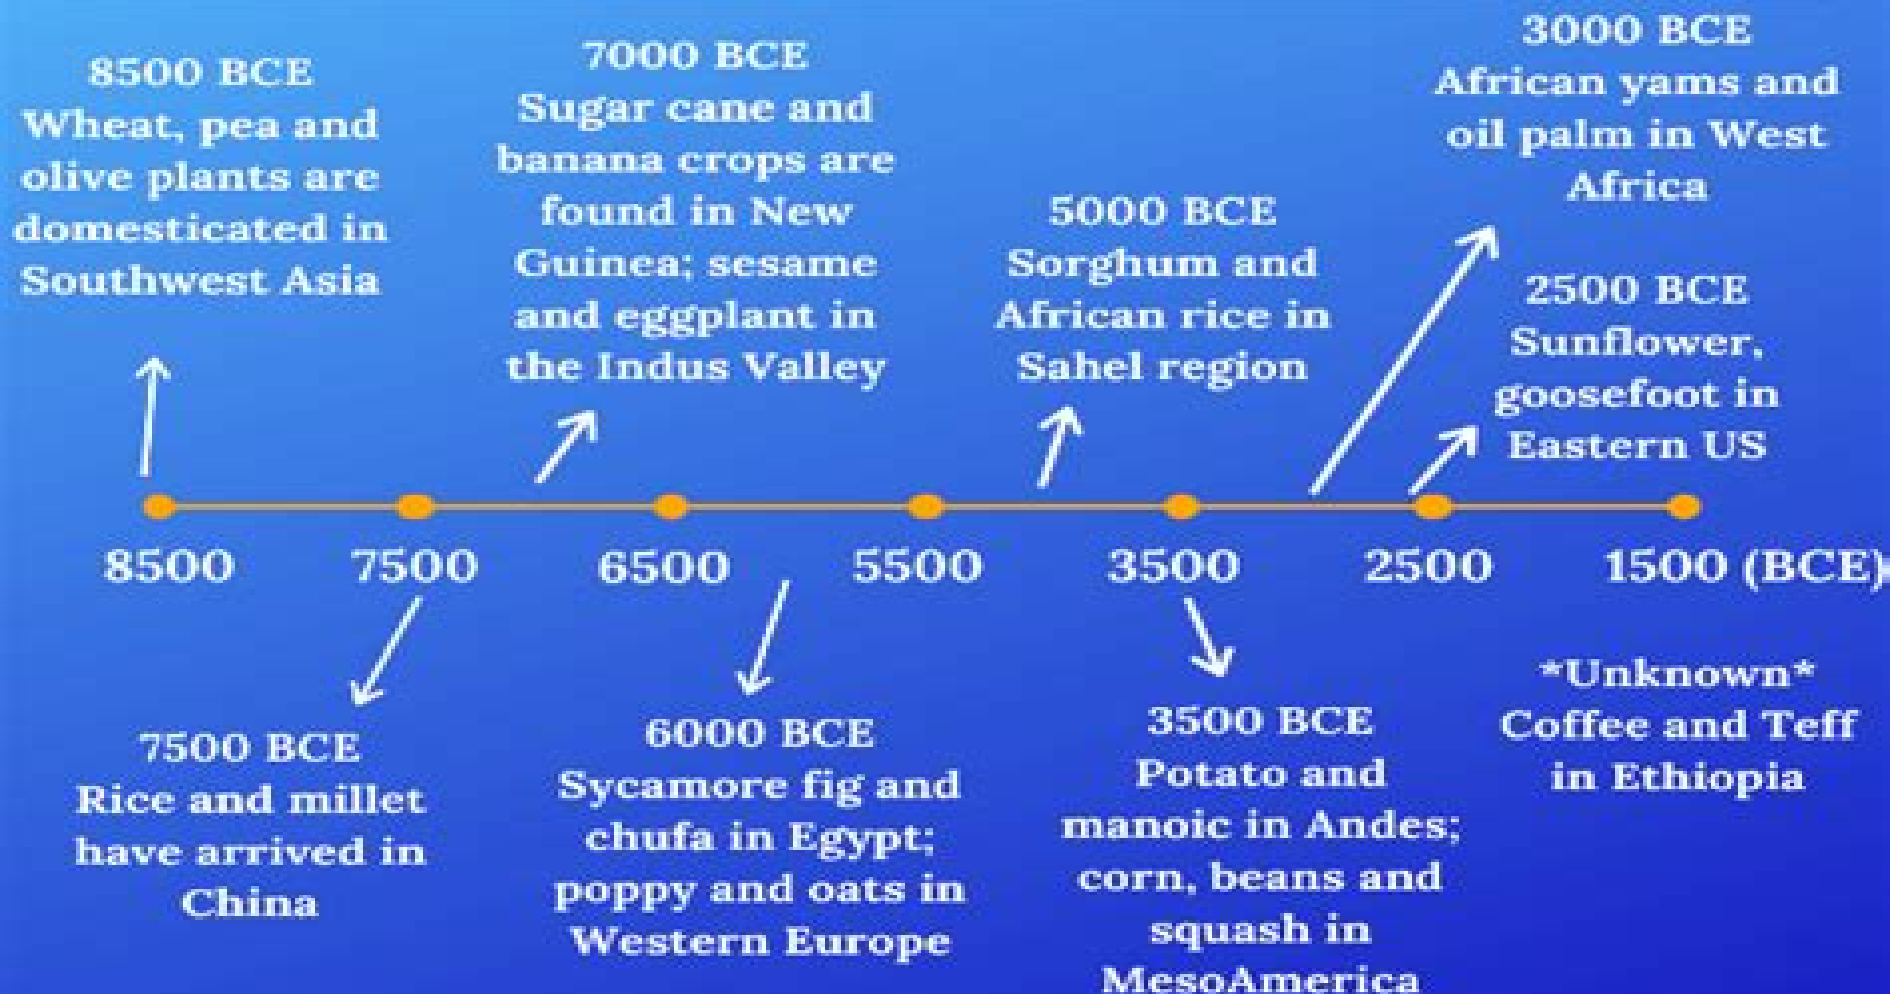 8500 BCE
Wheat, pea and
olive plants are
domesticated in
Southwest Asia
7000 BCE
Sugar cane and
banana crops are
found in New
Guinea; sesame
and eggplant in
the Indus Valley
5000 BCE
Sorghum and
African rice in
Sahel region
3000 BCE
African yams and
oil palm in West
Africa
2500 BCE
Sunflower,
goosefoot in
Eastern US
8500 7500 6500 5500 3500 2500 1500 (BCE)
7500 BCE
Rice and millet
have arrived in
China
6000 BCE
Sycamore fig and
chufa in Egypt;
poppy and oats in
Western Europe
3500 BCE
Potato and
manoic in Andes;
corn, beans and
squash in
MesoAmerica
*Unknown*
Coffee and Teff
in Ethiopia